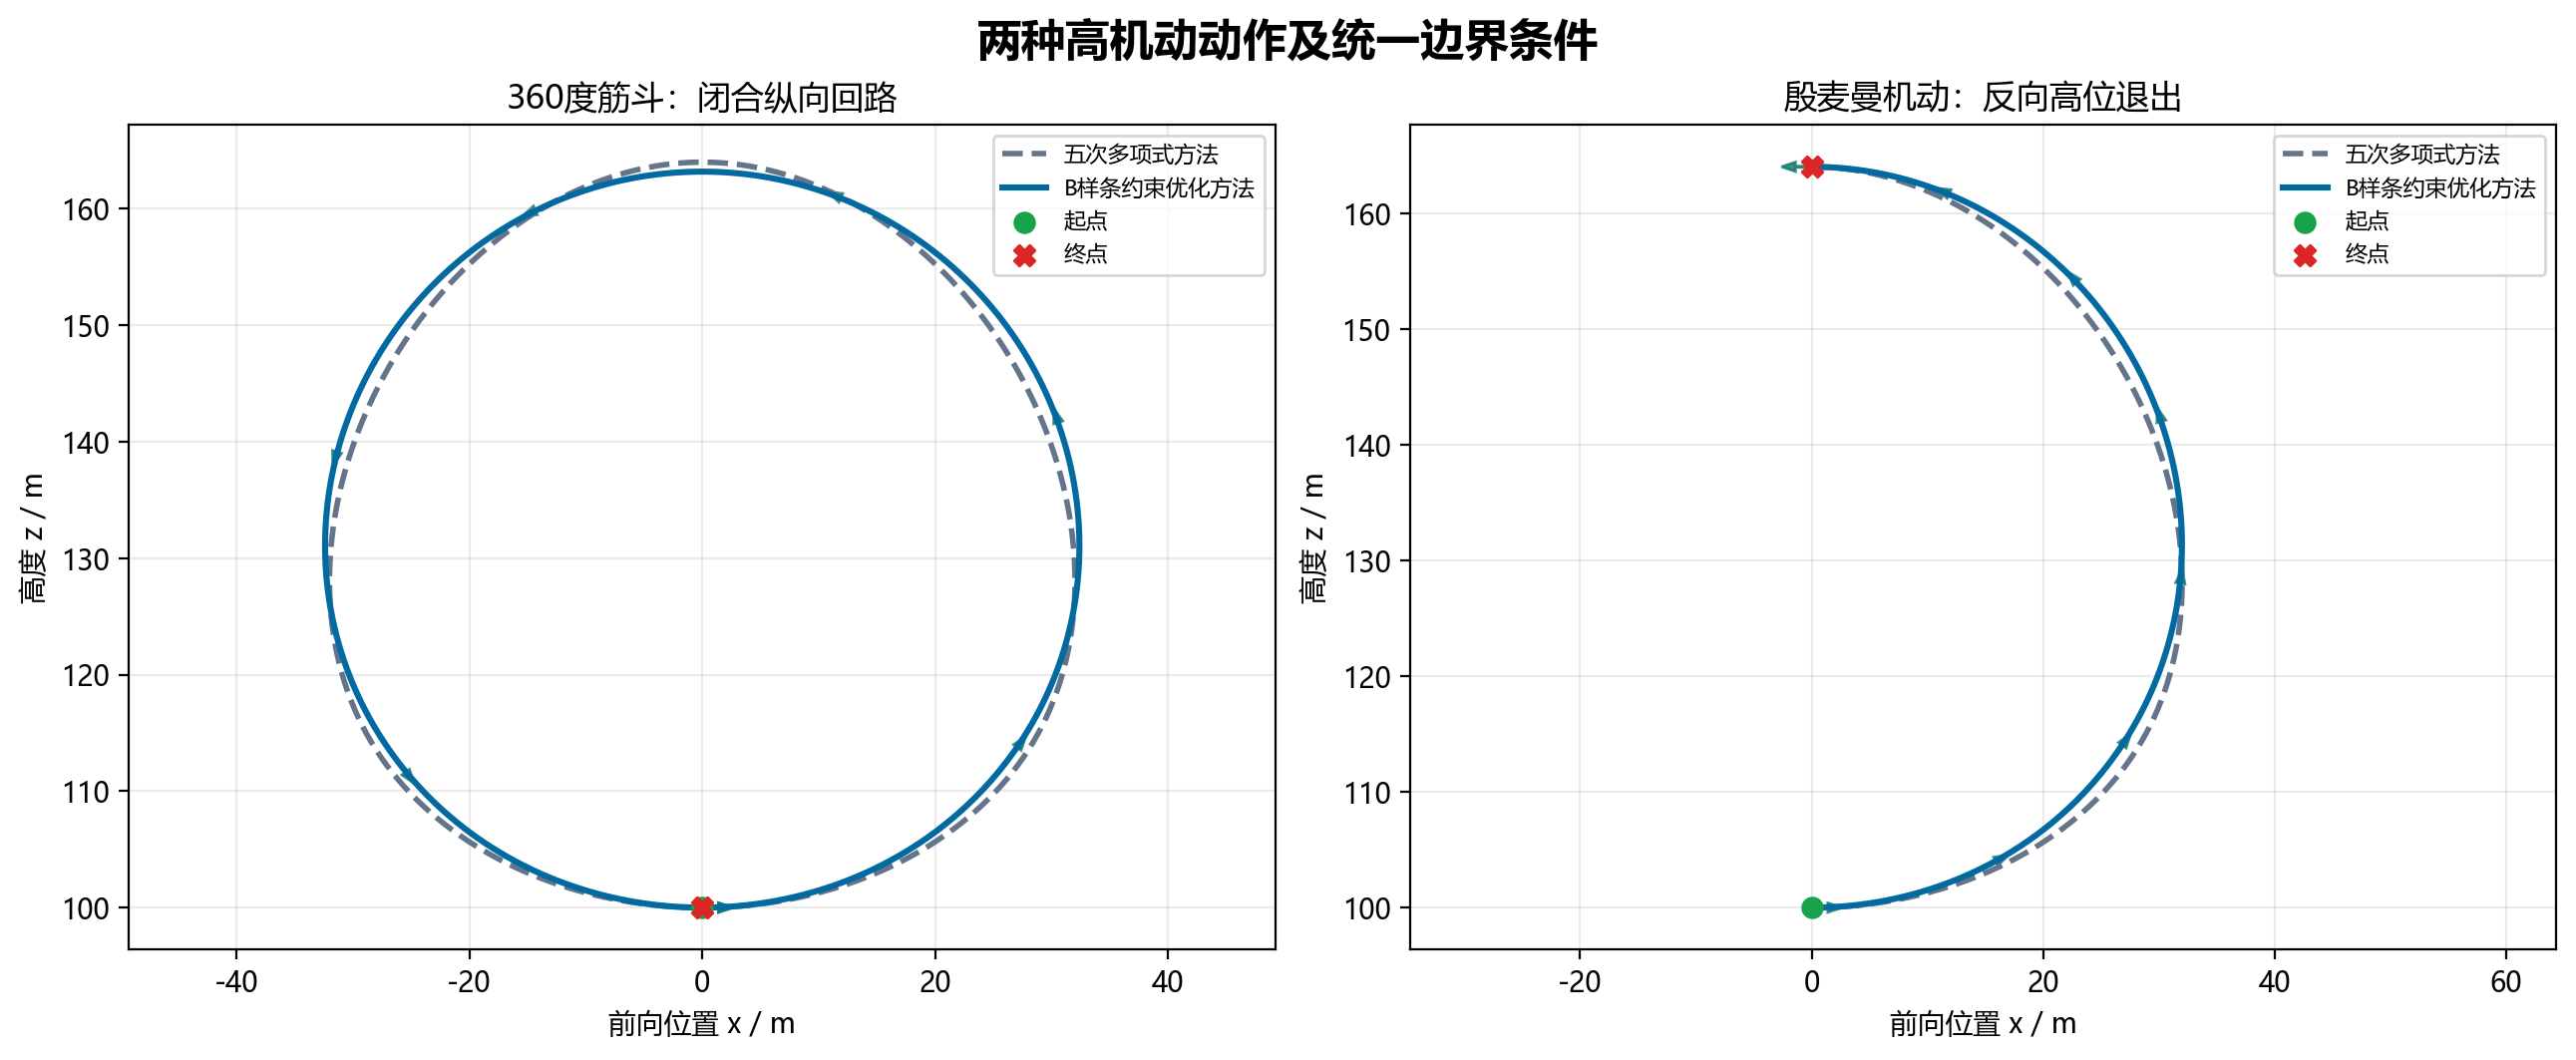 两种高机动动作及统一边界条件
360度筋斗：闭合纵向回路
五次多项式方法
B样条约束优化方法
起点
终点
160
150
140
130
120
110
100
高度 z / m
-40 -20 0 20 40
前向位置 x / m
殷麦曼机动：反向高位退出
五次多项式方法
B样条约束优化方法
起点
终点
160
150
140
130
120
110
100
高度 z / m
-20 0 20 40 60
前向位置 x / m